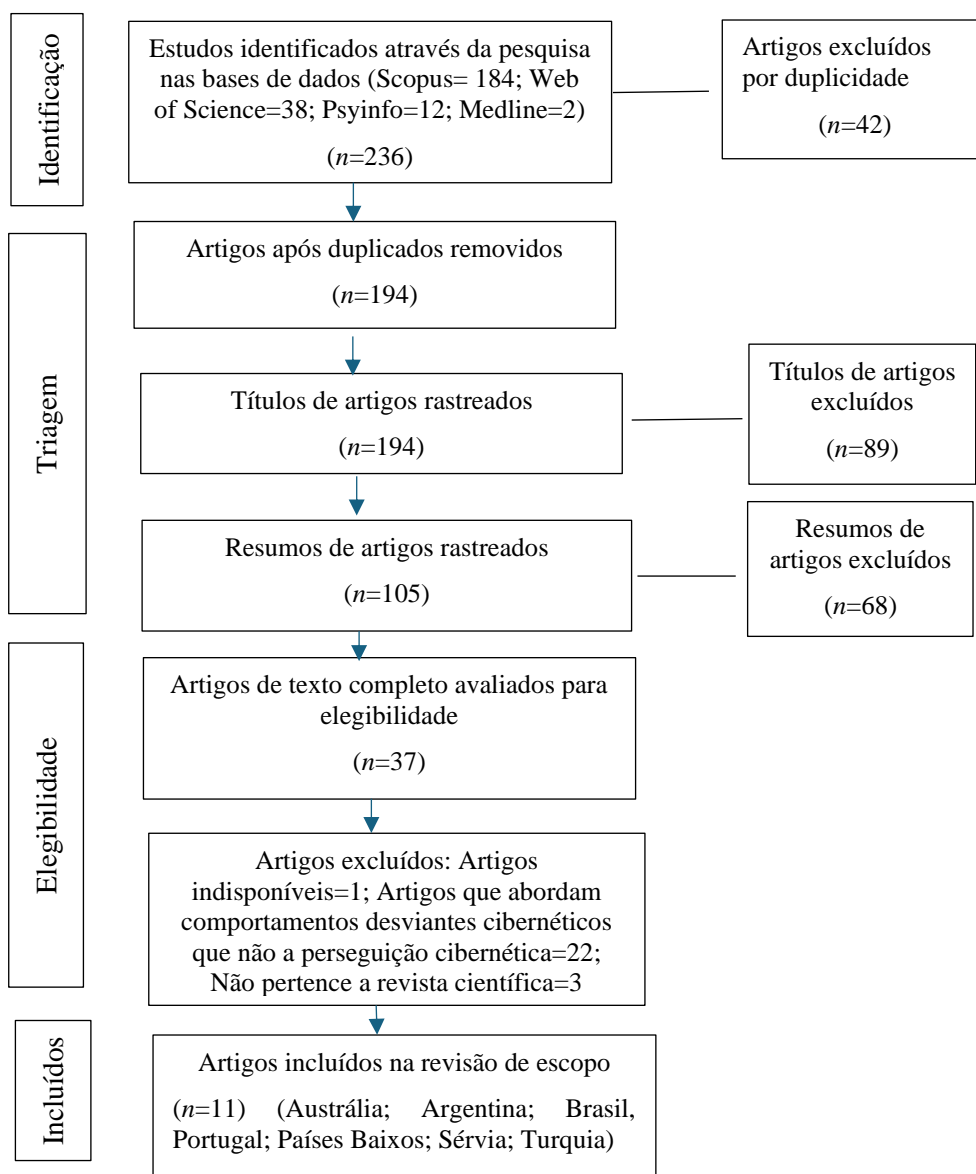 Identificação
Estudos identificados através da pesquisa
nas bases de dados (Scopus= 184; Web
of Science=38; Psyinfo=12; Medline=2)
(n=236)
Artigos excluídos
por duplicidade
(n=42)
Triagem
Artigos após duplicados removidos
(n=194)
Títulos de artigos rastreados
(n=194)
Títulos de artigos
excluídos
(n=89)
Resumos de artigos rastreados
(n=105)
Resumos de
artigos excluídos
(n=68)
Elegibilidade
Artigos de texto completo avaliados para
elegibilidade
(n=37)
Artigos excluídos: Artigos
indisponíveis=1; Artigos que abordam
comportamentos desviantes cibernéticos
que não a perseguição cibernética=22;
Não pertence a revista científica=3
Incluídos
Artigos incluídos na revisão de escopo
(n=11) (Austrália; Argentina; Brasil,
Portugal; Países Baixos; Sérvia; Turquia)